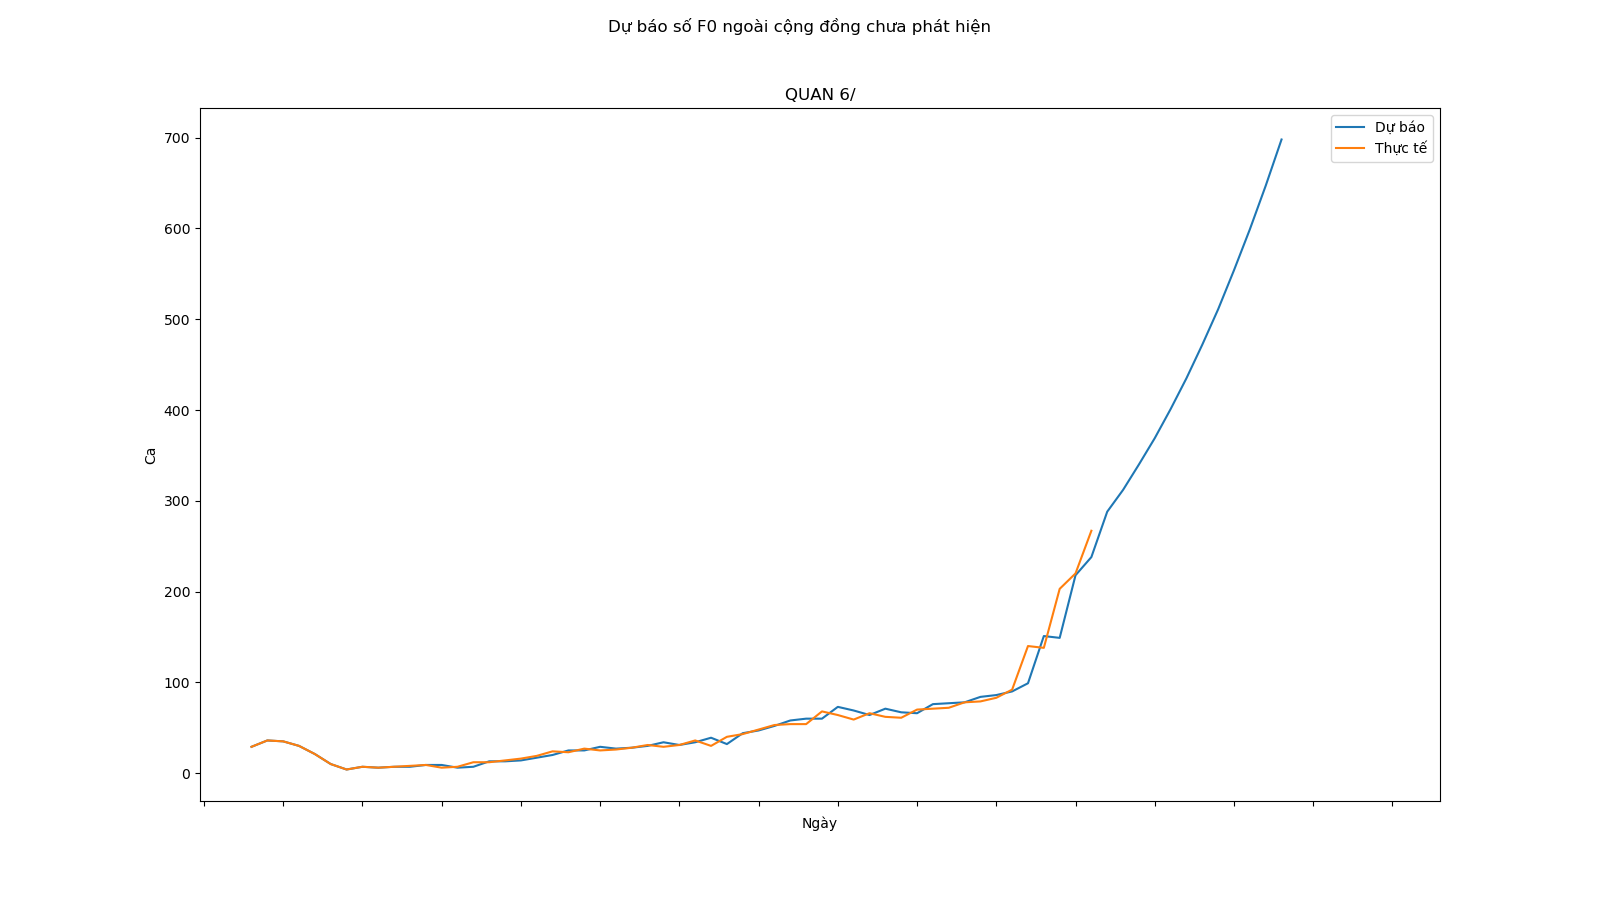 Dự báo số F0 ngoài cộng đồng chưa phát hiện
QUAN 6/
Dự báo
Thực tế
700
600
500
400
300
200
100
0
Ca
Ngày